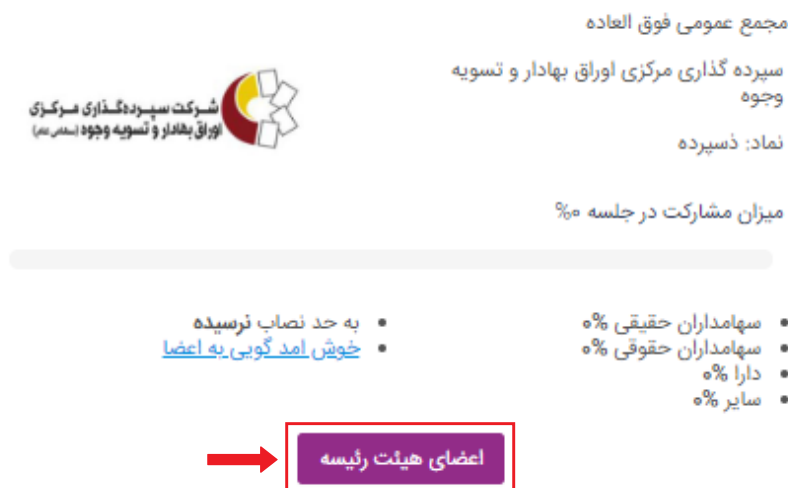 مجمع عمومی فوق العاده
سپرده گذاری مرکزی اوراق بهادار و تسویه
وجوه
نماد: ذسپرده
شرکت سپرده‌گذاری مرکزی
اوراق بهادار و تسویه وجوه (سهامی عام)
میزان مشارکت در جلسه ۰%
سهامداران حقیقی ۰%
سهامداران حقوقی ۰%
دارا ۰%
سایر ۰%
به حد نصاب نرسیده
خوش امد گویی به اعضا
اعضای هیئت رئیسه